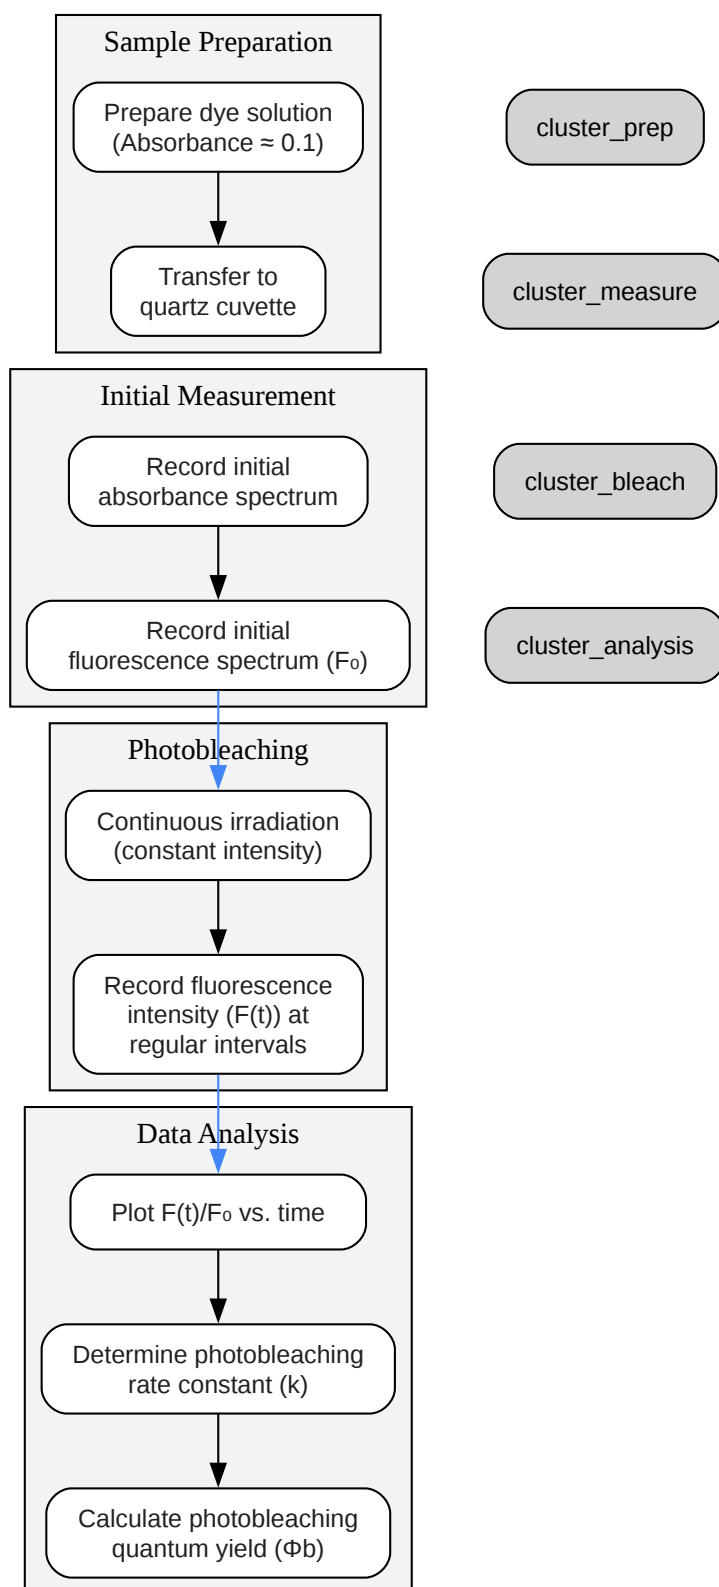 Sample Preparation
Prepare dye solution
(Absorbance ≈ 0.1)
Transfer to
quartz cuvette
Initial Measurement
Record initial
absorbance spectrum
Record initial
fluorescence spectrum (F₀)
Photobleaching
Continuous irradiation
(constant intensity)
Record fluorescence
intensity (F(t)) at
regular intervals
Data Analysis
Plot F(t)/F₀ vs. time
Determine photobleaching
rate constant (k)
Calculate photobleaching
quantum yield (Φb)
cluster_prep
cluster_measure
cluster_bleach
cluster_analysis